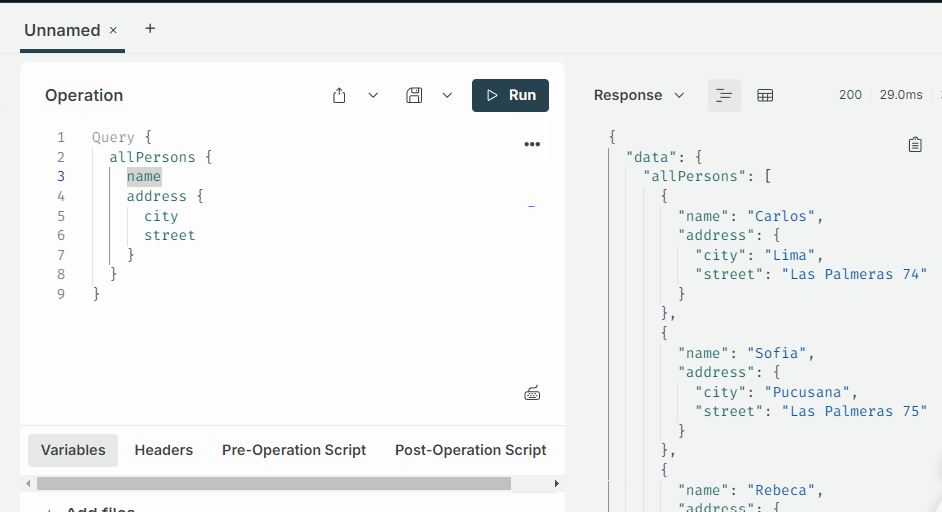 Unnamed × +
Operation
Run
1 Query {
2 allPersons {
3 name
4 address {
5 city
6 street
7 }
8 }
9 }
Variables Headers Pre-Operation Script Post-Operation Script
+ Add files
Response 200 29.0ms
{
"data": {
"allPersons": [
{
"name": "Carlos",
"address": {
"city": "Lima",
"street": "Las Palmeras 74"
}
},
{
"name": "Sofia",
"address": {
"city": "Pucusana",
"street": "Las Palmeras 75"
}
},
{
"name": "Rebeca",
"address": {